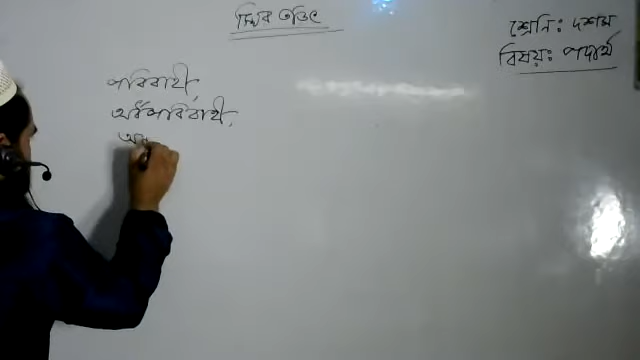 স্থির তড়িৎ
শ্রেনি: দশম
বিষয়: পদার্থ
পরিবাহী,
অর্ধপরিবাহী,
অ